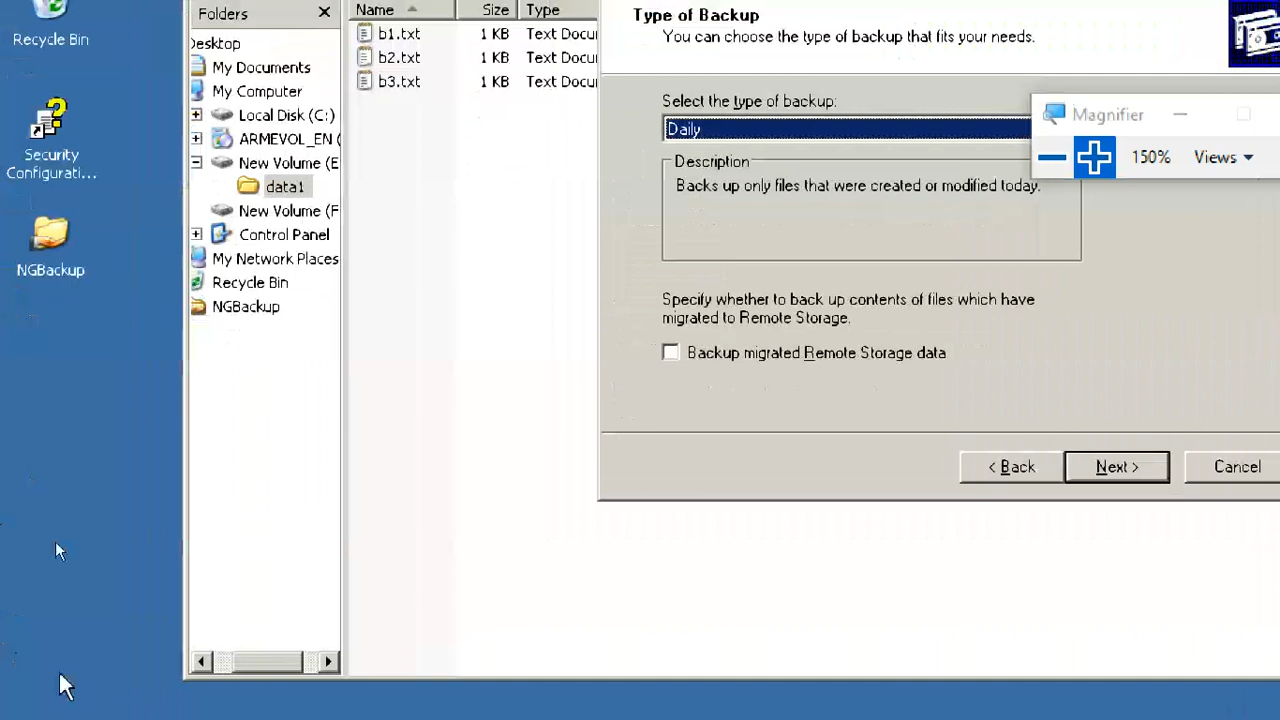 Recycle Bin
Security
Configurati...
NGBackup
Folders
Desktop
My Documents
My Computer
Local Disk (C:)
ARMEVOL_EN (
New Volume (E
data1
New Volume (F
Control Panel
My Network Places
Recycle Bin
NGBackup
Name Size Type
b1.txt 1 KB Text Docu
b2.txt 1 KB Text Docu
b3.txt 1 KB Text Docu
Type of Backup
You can choose the type of backup that fits your needs.
Select the type of backup:
Daily
Description
Backs up only files that were created or modified today.
Specify whether to back up contents of files which have
migrated to Remote Storage.
Backup migrated Remote Storage data
< Back Next > Cancel
Magnifier
150% Views